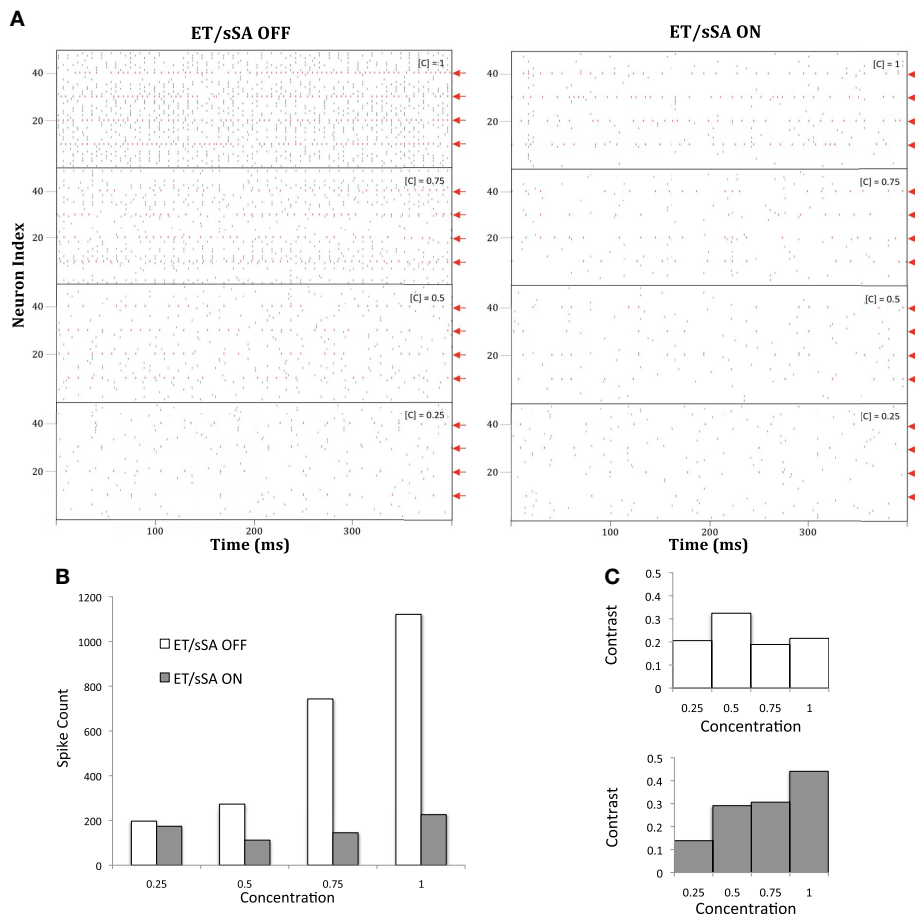 A
ET/sSA OFF
ET/sSA ON
Neuron Index
[C] = 1
40
20
[C] = 0.75
40
20
[C] = 0.5
40
20
[C] = 0.25
40
20
100
200
300
Time (ms)
[C] = 1
40
20
[C] = 0.75
40
20
[C] = 0.5
40
20
[C] = 0.25
40
20
100
200
300
Time (ms)
B
Spike Count
1200
1000
800
600
400
200
0
ET/sSA OFF
ET/sSA ON
0.25
0.5
0.75
1
Concentration
C
Contrast
0.5
0.4
0.3
0.2
0.1
0
0.25
0.5
0.75
1
Concentration
Contrast
0.5
0.4
0.3
0.2
0.1
0
0.25
0.5
0.75
1
Concentration